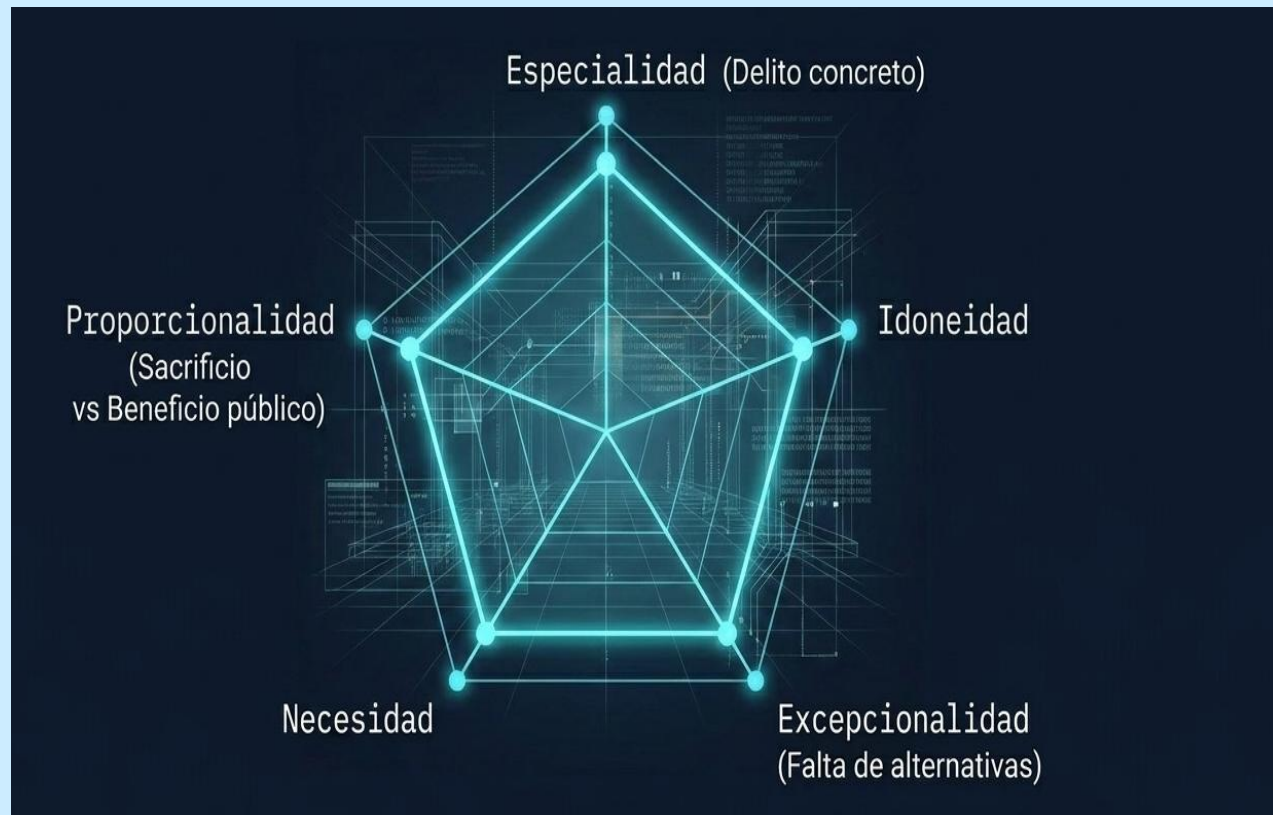 Especialidad (Delito concreto)
Proporcionalidad
(Sacrificio
vs Beneficio público)
Idoneidad
Necesidad
Excepcionalidad
(Falta de alternativas)